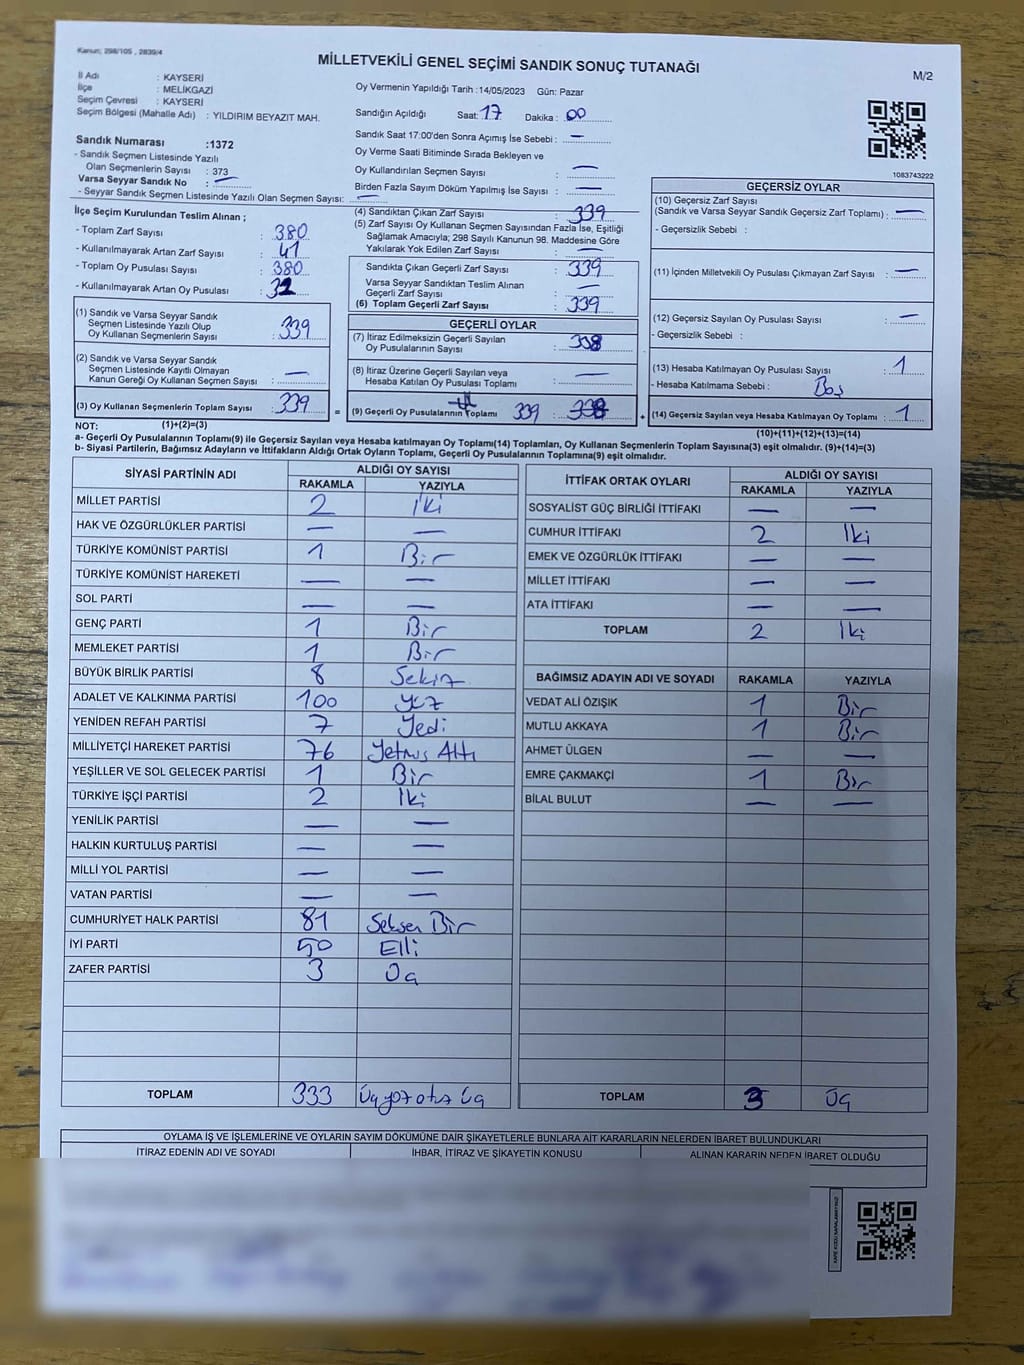 Kanun; 298/105 , 2839/4
MİLLETVEKİLİ GENEL SEÇİMİ SANDIK SONUÇ TUTANAĞI
M/2
İl Adı : KAYSERİ
İlçe : MELİKGAZİ
Seçim Çevresi : KAYSERİ
Seçim Bölgesi (Mahalle Adı) : YILDIRIM BEYAZIT MAH.
Oy Vermenin Yapıldığı Tarih :14/05/2023 Gün: Pazar
Sandığın Açıldığı Saat: 17 Dakika : 00
Sandık Saat 17:00'den Sonra Açımış İse Sebebi : —
Oy Verme Saati Bitiminde Sırada Bekleyen ve
Oy Kullandırılan Seçmen Sayısı : —
Birden Fazla Sayım Döküm Yapılmış İse Sayısı : —
1083743222
Sandık Numarası :1372
- Sandık Seçmen Listesinde Yazılı
Olan Seçmenlerin Sayısı : 373
Varsa Seyyar Sandık No : —
- Seyyar Sandık Seçmen Listesinde Yazılı Olan Seçmen Sayısı: —
İlçe Seçim Kurulundan Teslim Alınan ;
- Toplam Zarf Sayısı : 380
- Kullanılmayarak Artan Zarf Sayısı : 41
- Toplam Oy Pusulası Sayısı : 380
- Kullanılmayarak Artan Oy Pusulası :
(1) Sandık ve Varsa Seyyar Sandık
Seçmen Listesinde Yazılı Olup
Oy Kullanan Seçmenlerin Sayısı : 339
(2) Sandık ve Varsa Seyyar Sandık
Seçmen Listesinde Kayıtlı Olmayan
Kanun Gereği Oy Kullanan Seçmen Sayısı : —
(3) Oy Kullanan Seçmenlerin Toplam Sayısı : 339
(4) Sandıktan Çıkan Zarf Sayısı : 339
(5) Zarf Sayısı Oy Kullanan Seçmen Sayısından Fazla İse, Eşitliği
Sağlamak Amacıyla; 298 Sayılı Kanunun 98. Maddesine Göre
Yakılarak Yok Edilen Zarf Sayısı : —
Sandıkta Çıkan Geçerli Zarf Sayısı : 339
Varsa Seyyar Sandıktan Teslim Alınan
Geçerli Zarf Sayısı : —
(6) Toplam Geçerli Zarf Sayısı : 339
GEÇERLİ OYLAR
(7) İtiraz Edilmeksizin Geçerli Sayılan
Oy Pusulalarının Sayısı : 338
(8) İtiraz Üzerine Geçerli Sayılan veya
Hesaba Katılan Oy Pusulası Toplamı : —
= (9) Geçerli Oy Pusulalarının Toplamı 339 : 338
GEÇERSİZ OYLAR
(10) Geçersiz Zarf Sayısı
(Sandık ve Varsa Seyyar Sandık Geçersiz Zarf Toplamı) : —
- Geçersizlik Sebebi :
(11) İçinden Milletvekili Oy Pusulası Çıkmayan Zarf Sayısı : —
(12) Geçersiz Sayılan Oy Pusulası Sayısı : —
- Geçersizlik Sebebi :
(13) Hesaba Katılmayan Oy Pusulası Sayısı : 1
- Hesaba Katılmama Sebebi : Boş
+ (14) Geçersiz Sayılan veya Hesaba Katılmayan Oy Toplamı : 1
NOT: (1)+(2)=(3)
(10)+(11)+(12)+(13)=(14)
a- Geçerli Oy Pusulalarının Toplamı(9) ile Geçersiz Sayılan veya Hesaba katılmayan Oy Toplamı(14) Toplamları, Oy Kullanan Seçmenlerin Toplam Sayısına(3) eşit olmalıdır. (9)+(14)=(3)
b- Siyasi Partilerin, Bağımsız Adayların ve İttifakların Aldığı Ortak Oyların Toplamı, Geçerli Oy Pusulalarının Toplamına(9) eşit olmalıdır.
SİYASİ PARTİNİN ADI ALDIĞI OY SAYISI
RAKAMLA YAZIYLA
MİLLET PARTİSİ 2 İki
HAK VE ÖZGÜRLÜKLER PARTİSİ — —
TÜRKİYE KOMÜNİST PARTİSİ 1 Bir
TÜRKİYE KOMÜNİST HAREKETİ — —
SOL PARTİ — —
GENÇ PARTİ 1 Bir
MEMLEKET PARTİSİ 1 Bir
BÜYÜK BİRLİK PARTİSİ 8 Sekiz
ADALET VE KALKINMA PARTİSİ 100 Yüz
YENİDEN REFAH PARTİSİ 7 Yedi
MİLLİYETÇİ HAREKET PARTİSİ 76 Yetmiş Altı
YEŞİLLER VE SOL GELECEK PARTİSİ 1 Bir
TÜRKİYE İŞÇİ PARTİSİ 2 İki
YENİLİK PARTİSİ — —
HALKIN KURTULUŞ PARTİSİ — —
MİLLİ YOL PARTİSİ — —
VATAN PARTİSİ — —
CUMHURİYET HALK PARTİSİ 81 Seksen Bir
İYİ PARTİ 50 Elli
ZAFER PARTİSİ 3 Üç
TOPLAM 333 Üçyüz otuz üç
İTTİFAK ORTAK OYLARI ALDIĞI OY SAYISI
RAKAMLA YAZIYLA
SOSYALİST GÜÇ BİRLİĞİ İTTİFAKI — —
CUMHUR İTTİFAKI 2 İki
EMEK VE ÖZGÜRLÜK İTTİFAKI — —
MİLLET İTTİFAKI — —
ATA İTTİFAKI — —
TOPLAM 2 İki
BAĞIMSIZ ADAYIN ADI VE SOYADI RAKAMLA YAZIYLA
VEDAT ALİ ÖZIŞIK 1 Bir
MUTLU AKKAYA 1 Bir
AHMET ÜLGEN — —
EMRE ÇAKMAKÇİ 1 Bir
BİLAL BULUT — —
TOPLAM 3 Üç
OYLAMA İŞ VE İŞLEMLERİNE VE OYLARIN SAYIM DÖKÜMÜNE DAİR ŞİKAYETLERLE BUNLARA AİT KARARLARIN NELERDEN İBARET BULUNDUKLARI
İTİRAZ EDENİN ADI VE SOYADI İHBAR, İTİRAZ VE ŞİKAYETİN KONUSU ALINAN KARARIN NEDEN İBARET OLDUĞU